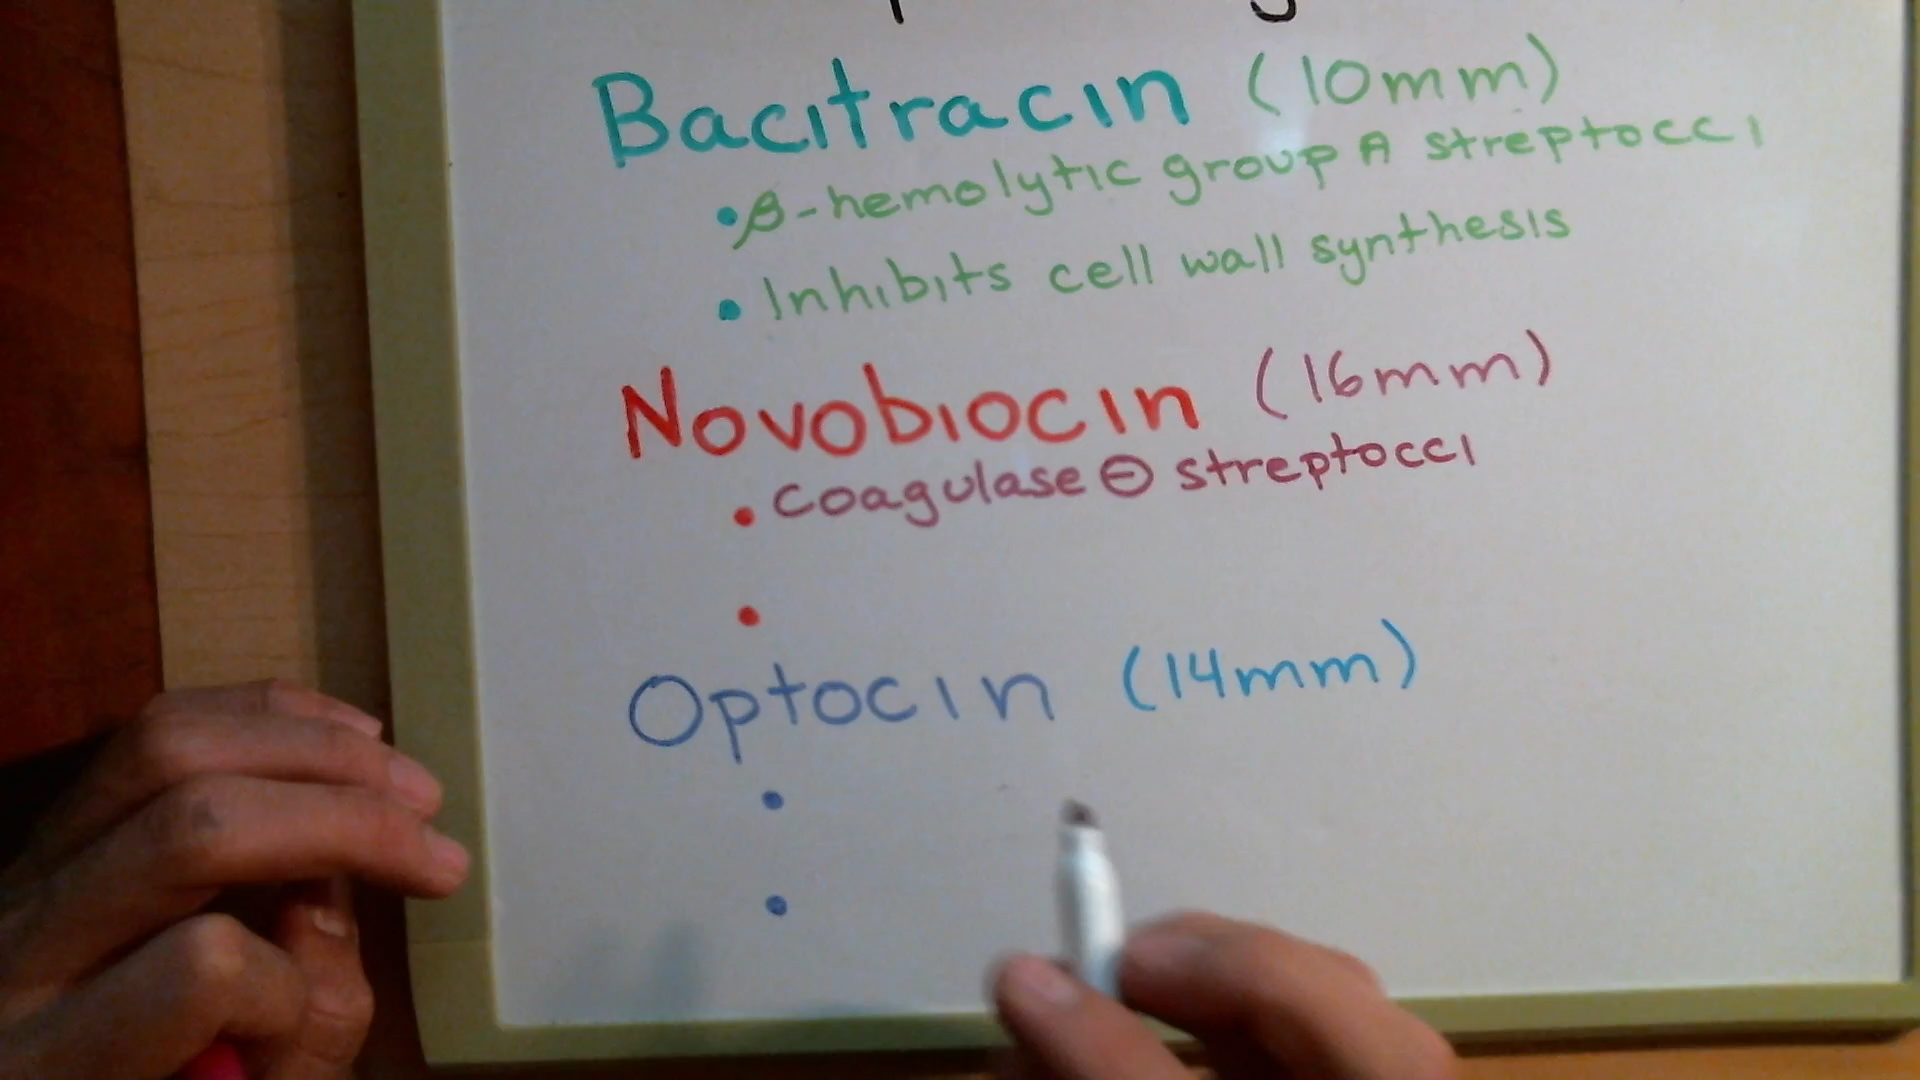 Bacitracin (10mm)
• β-hemolytic group A streptocci
• Inhibits cell wall synthesis
Novobiocin (16mm)
• coagulase ⊖ streptocci
•
Optocin (14mm)
•
•